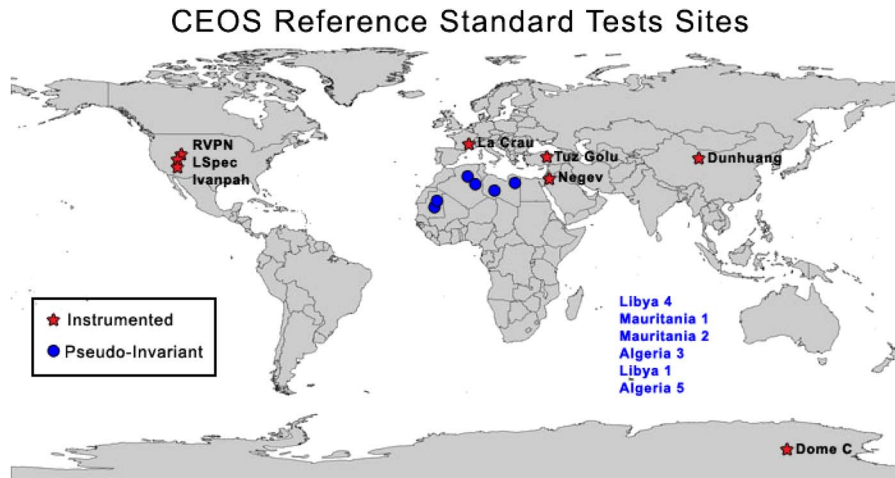 CEOS Reference Standard Tests Sites
RVPN
LSpec
Ivanpah
La Crau
Tuz Golu
Negev
Dunhuang
Instrumented
Pseudo-Invariant
Libya 4
Mauritania 1
Mauritania 2
Algeria 3
Libya 1
Algeria 5
Dome C